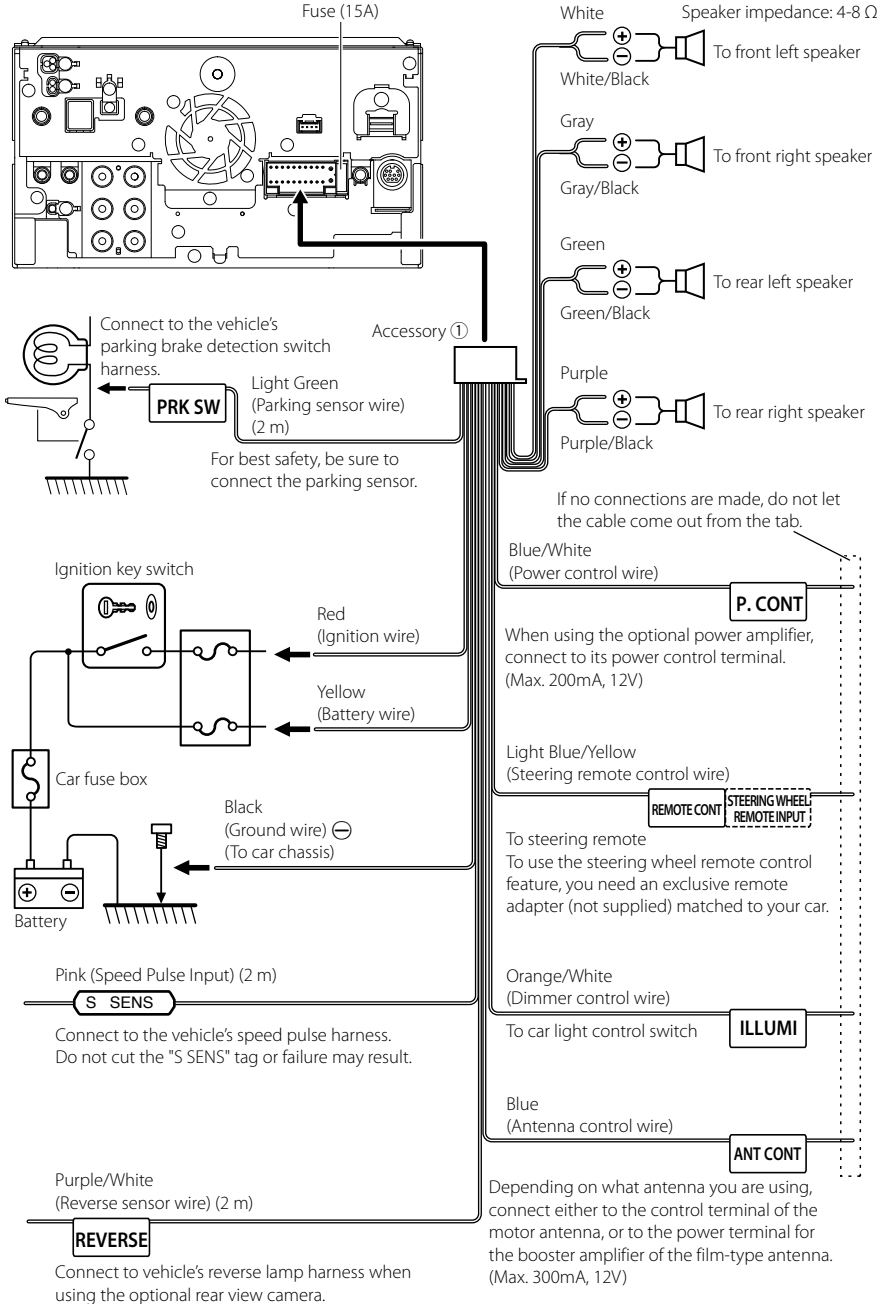 Fuse (15A)
White
Speaker impedance: 4-8 Ω
⊕
⊖
To front left speaker
White/Black
Gray
⊕
⊖
To front right speaker
Gray/Black
Green
⊕
⊖
To rear left speaker
Green/Black
Purple
⊕
⊖
To rear right speaker
Purple/Black
Accessory ①
Connect to the vehicle’s
parking brake detection switch
harness.
PRK SW
Light Green
(Parking sensor wire)
(2 m)
For best safety, be sure to
connect the parking sensor.
If no connections are made, do not let
the cable come out from the tab.
Ignition key switch
Red
(Ignition wire)
Yellow
(Battery wire)
Car fuse box
Black
(Ground wire) ⊖
(To car chassis)
⊕
⊖
Battery
Blue/White
(Power control wire)
P. CONT
When using the optional power amplifier,
connect to its power control terminal.
(Max. 200mA, 12V)
Light Blue/Yellow
(Steering remote control wire)
REMOTE CONT
STEERING WHEEL
REMOTE INPUT
To steering remote
To use the steering wheel remote control
feature, you need an exclusive remote
adapter (not supplied) matched to your car.
Pink (Speed Pulse Input) (2 m)
S SENS
Connect to the vehicle’s speed pulse harness.
Do not cut the "S SENS" tag or failure may result.
Orange/White
(Dimmer control wire)
To car light control switch
ILLUMI
Blue
(Antenna control wire)
ANT CONT
Depending on what antenna you are using,
connect either to the control terminal of the
motor antenna, or to the power terminal for
the booster amplifier of the film-type antenna.
(Max. 300mA, 12V)
Purple/White
(Reverse sensor wire) (2 m)
REVERSE
Connect to vehicle’s reverse lamp harness when
using the optional rear view camera.